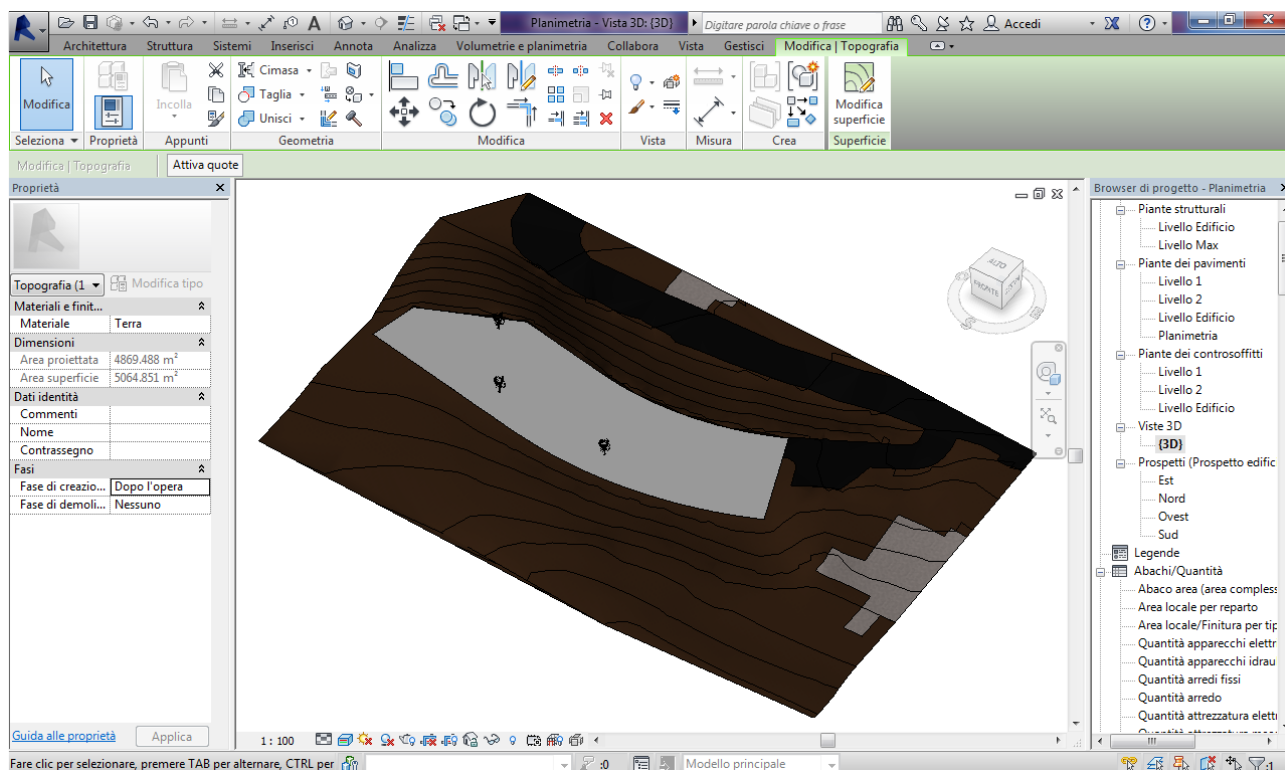 Planimetria - Vista 3D: {3D}
Digitare parola chiave o frase
Accedi
Architettura Struttura Sistemi Inserisci Annota Analizza Volumetrie e planimetria Collabora Vista Gestisci Modifica | Topografia
Modifica
Incolla
Cimasa
Taglia
Unisci
Modifica superficie
Seleziona Proprietà Appunti Geometria Modifica Vista Misura Crea Superficie
Modifica | Topografia Attiva quote
Proprietà
Topografia (1 Modifica tipo
Materiali e finit...
Materiale Terra
Dimensioni
Area proiettata 4869.488 m²
Area superficie 5064.851 m²
Dati identità
Commenti
Nome
Contrassegno
Fasi
Fase di creazio... Dopo l'opera
Fase di demoli... Nessuno
Guida alle proprietà Applica
ALTO
FRONTE
1 : 100
Browser di progetto - Planimetria
Piante strutturali
Livello Edificio
Livello Max
Piante dei pavimenti
Livello 1
Livello 2
Livello Edificio
Planimetria
Piante dei controsoffitti
Livello 1
Livello 2
Livello Edificio
Viste 3D
{3D}
Prospetti (Prospetto edific
Est
Nord
Ovest
Sud
Legende
Abachi/Quantità
Abaco area (area compless
Area locale per reparto
Area locale/Finitura per tip
Quantità apparecchi elettr
Quantità apparecchi idrau
Quantità arredi fissi
Quantità arredo
Quantità attrezzatura elettr
Fare clic per selezionare, premere TAB per alternare, CTRL per
:0
Modello principale
:1